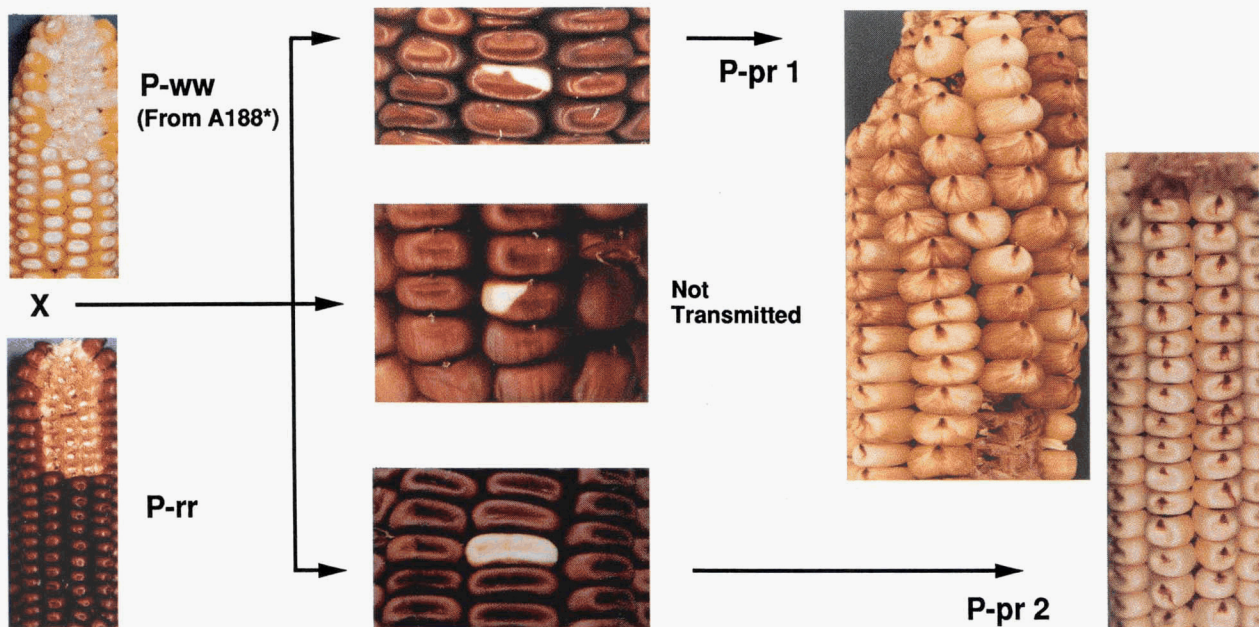 P-ww
(From A188*)
X
P-rr
P-pr 1
Not
Transmitted
P-pr 2